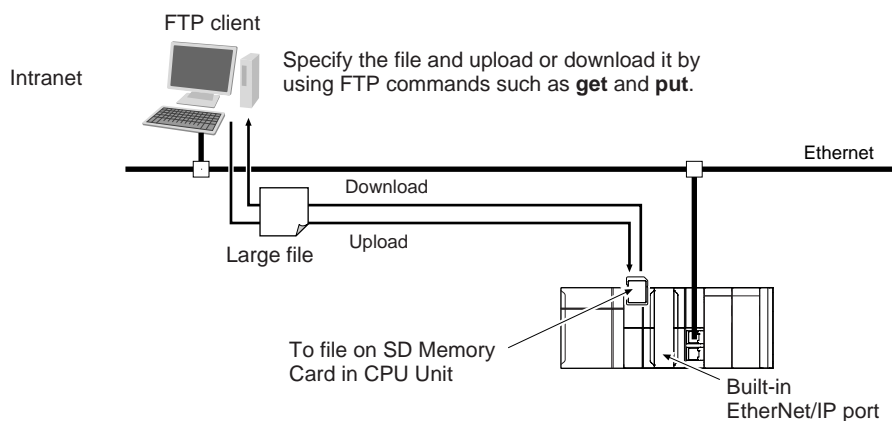 FTP client
Specify the file and upload or download it by
using FTP commands such as get and put.
Intranet
Ethernet
Download
Upload
Large file
To file on SD Memory
Card in CPU Unit
Built-in
EtherNet/IP port